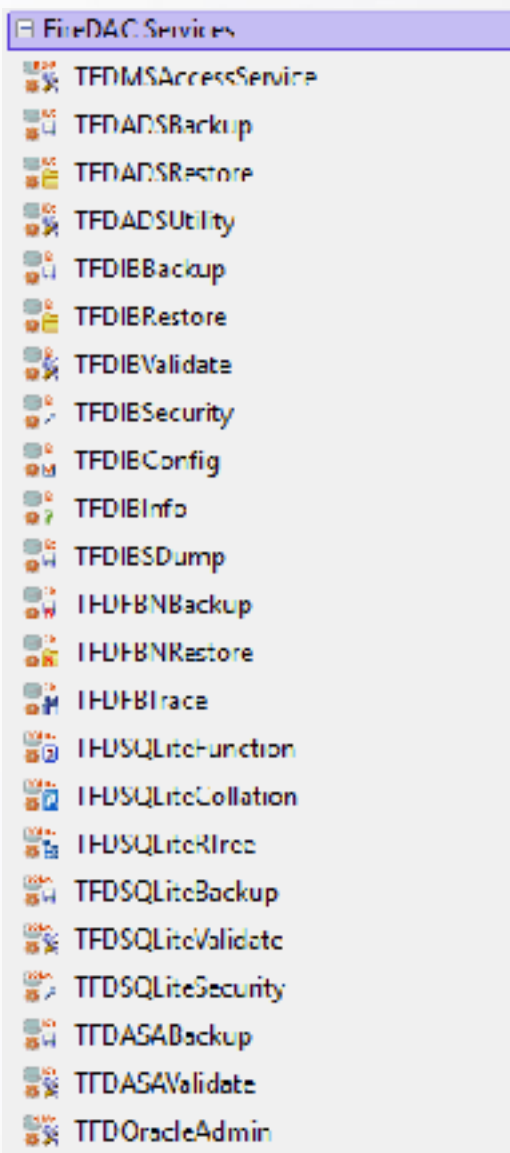 FireDAC Services
TFDMSAccessService
TFDADSBackup
TFDADSRestore
TFDADSUtility
TFDIBBackup
TFDIBRestore
TFDIBValidate
TFDIBSecurity
TFDIBConfig
TFDIBInfo
TFDIBSDump
TFDFBNBackup
TFDFBNRestore
TFDFBTrace
TFDSQLiteFunction
TFDSQLiteCollation
TFDSQLiteRTree
TFDSQLiteBackup
TFDSQLiteValidate
TFDSQLiteSecurity
TFDASABackup
TFDASAValidate
TFDOracleAdmin